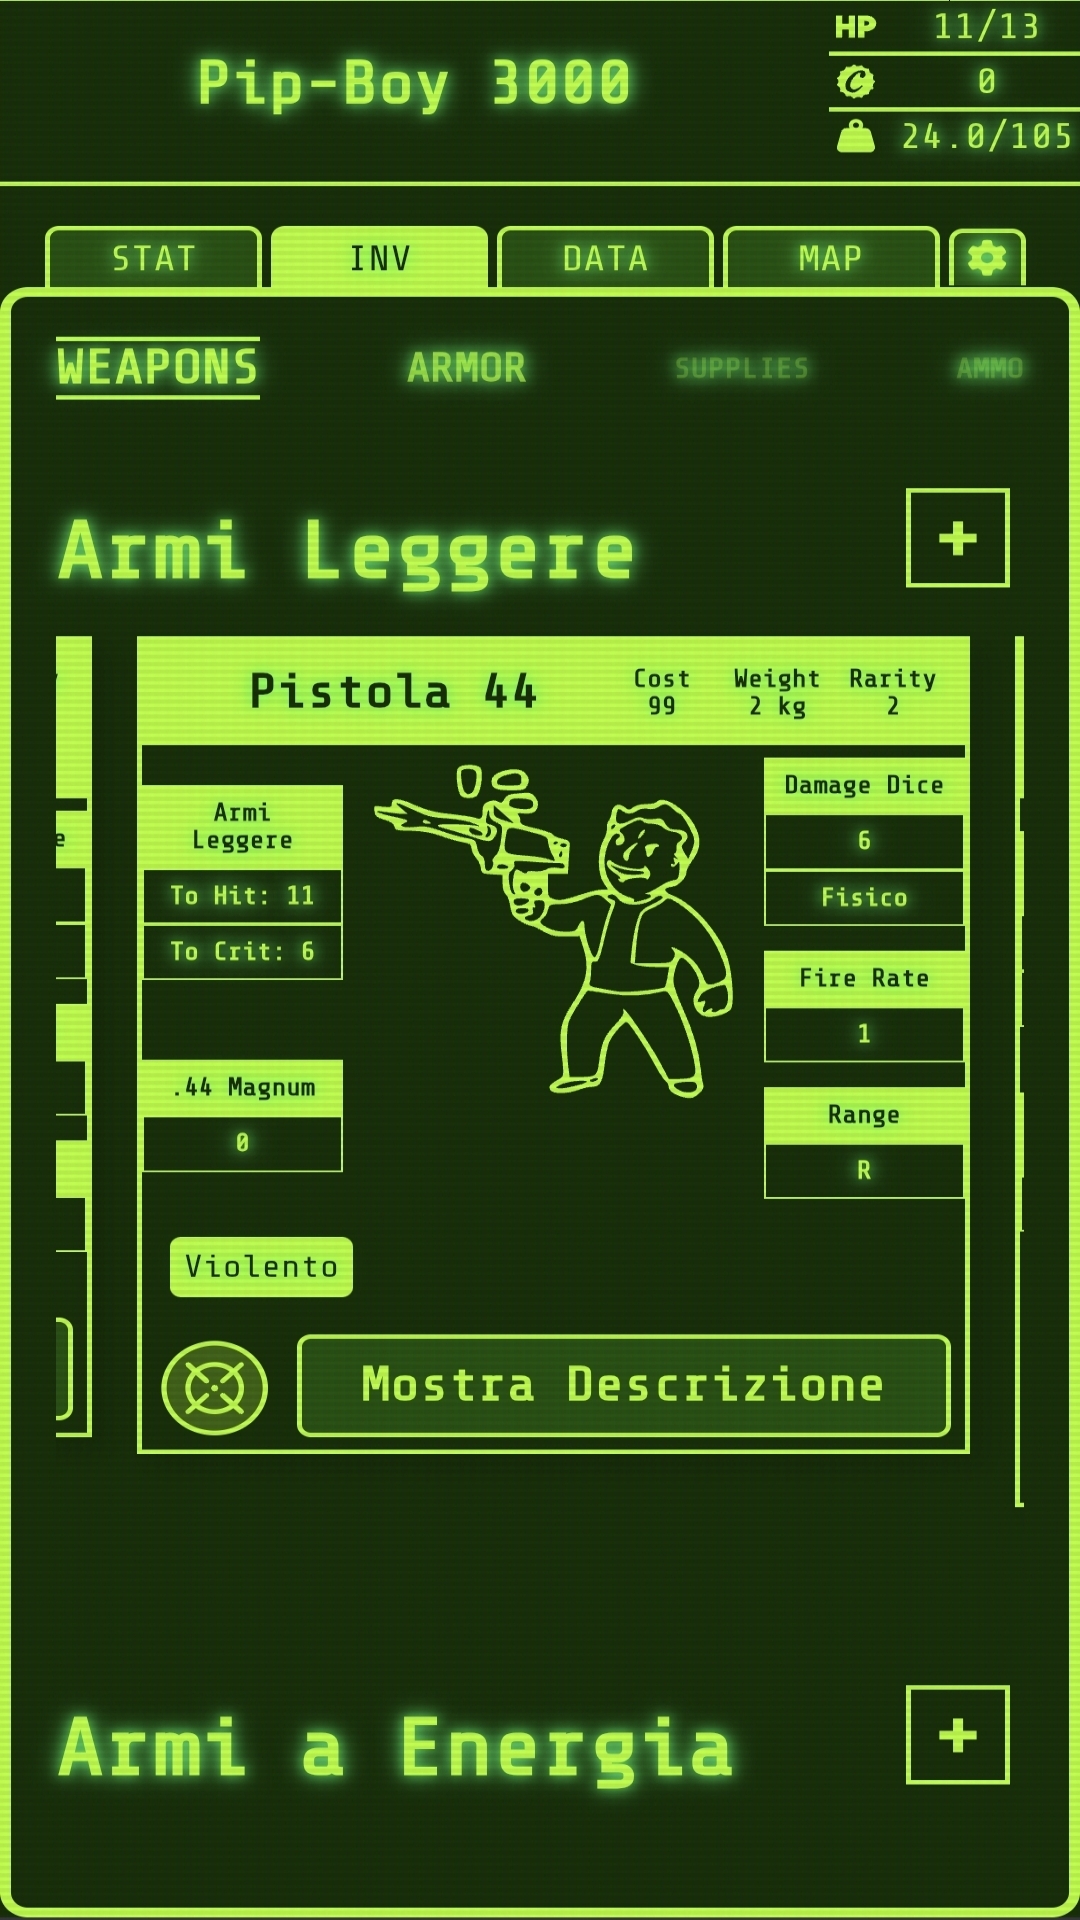 Pip-Boy 3000
HP 11/13
0
24.0/105
STAT INV DATA MAP
WEAPONS ARMOR SUPPLIES AMMO
Armi Leggere
+
Pistola 44
Cost
99
Weight
2 kg
Rarity
2
Armi
Leggere
To Hit: 11
To Crit: 6
.44 Magnum
0
Damage Dice
6
Fisico
Fire Rate
1
Range
R
Violento
Mostra Descrizione
Armi a Energia
+